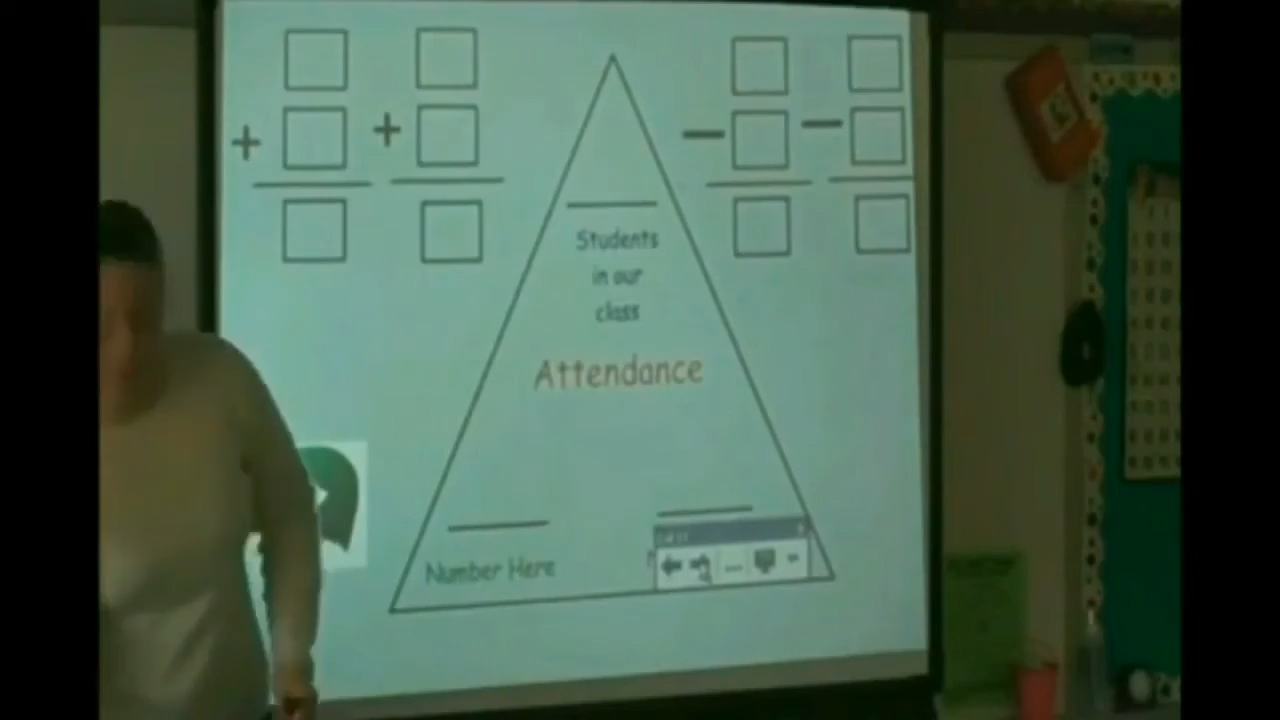 + + − −
Students
in our
class
Attendance
Number Here